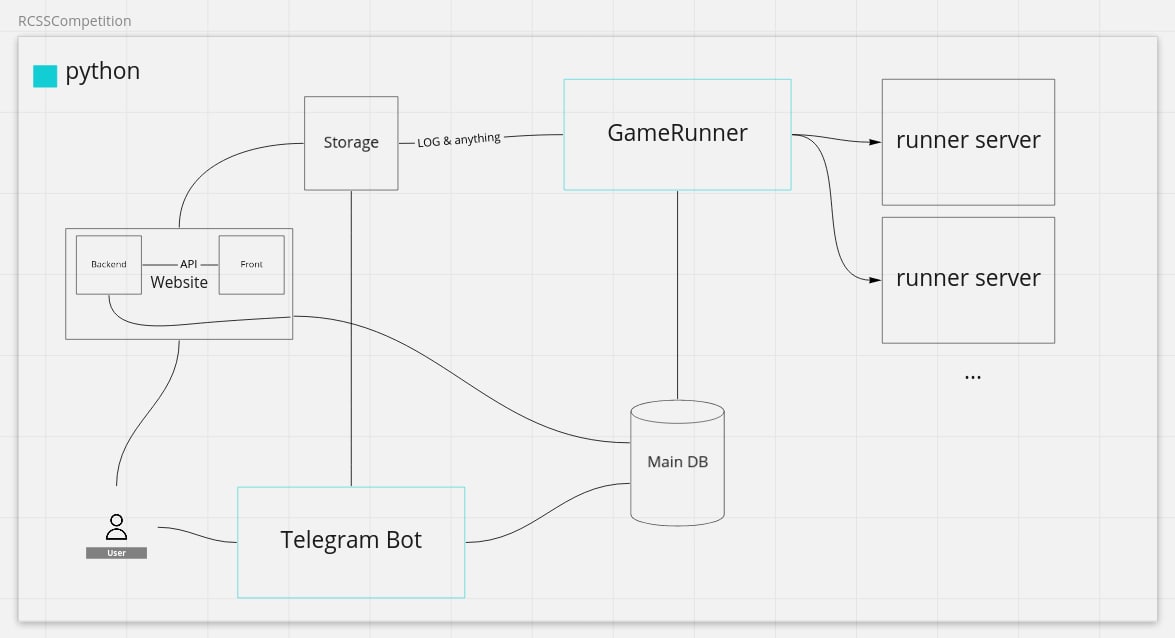 RCSSCompetition
python
Storage
LOG & anything
GameRunner
runner server
runner server
...
Backend
API
Front
Website
Main DB
User
Telegram Bot